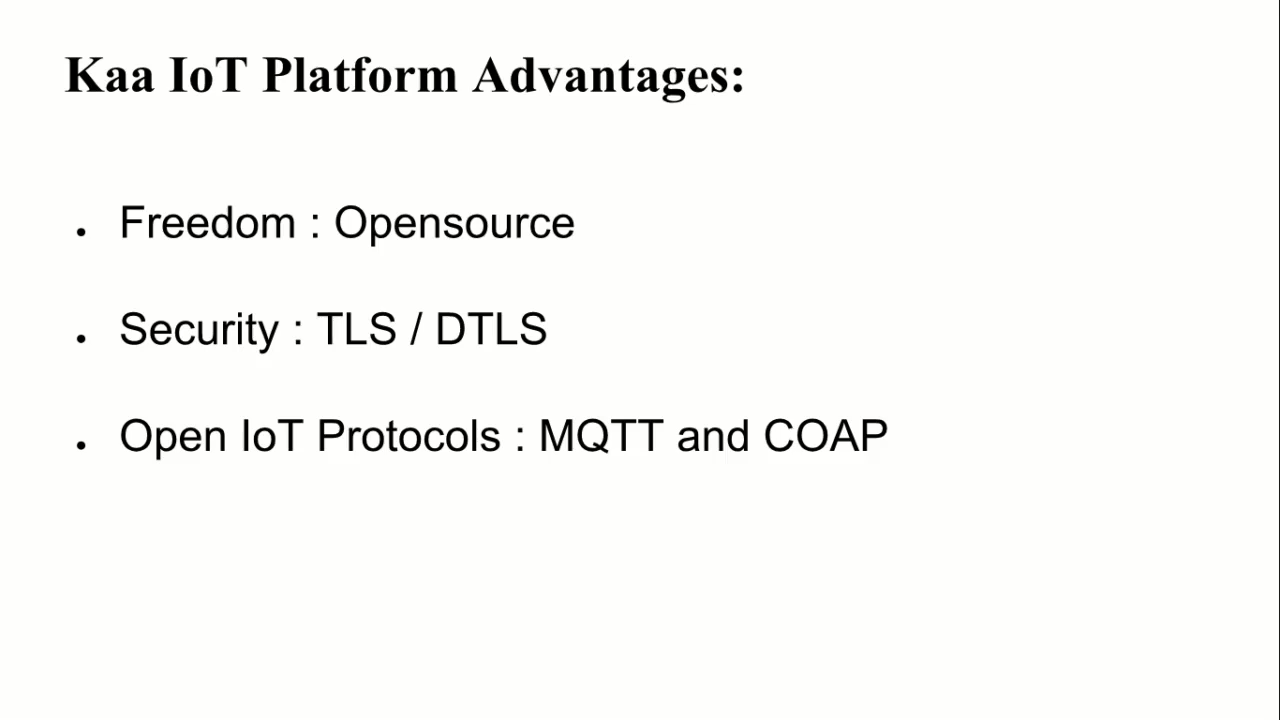 Kaa IoT Platform Advantages:
• Freedom : Opensource
• Security : TLS / DTLS
• Open IoT Protocols : MQTT and COAP